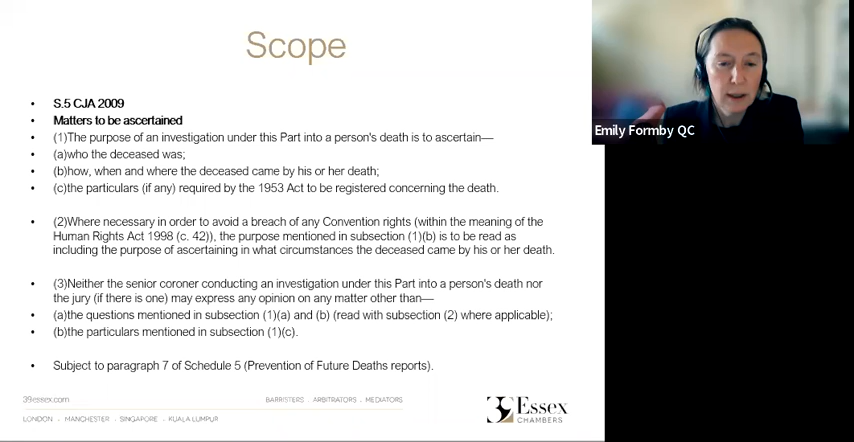 Scope
S.5 CJA 2009
Matters to be ascertained
(1)The purpose of an investigation under this Part into a person's death is to ascertain—
(a)who the deceased was;
(b)how, when and where the deceased came by his or her death;
(c)the particulars (if any) required by the 1953 Act to be registered concerning the death.
(2)Where necessary in order to avoid a breach of any Convention rights (within the meaning of the
Human Rights Act 1998 (c. 42)), the purpose mentioned in subsection (1)(b) is to be read as
including the purpose of ascertaining in what circumstances the deceased came by his or her death.
(3)Neither the senior coroner conducting an investigation under this Part into a person's death nor
the jury (if there is one) may express any opinion on any matter other than—
(a)the questions mentioned in subsection (1)(a) and (b) (read with subsection (2) where applicable);
(b)the particulars mentioned in subsection (1)(c).
Subject to paragraph 7 of Schedule 5 (Prevention of Future Deaths reports).
39essex.com
BARRISTERS . ARBITRATORS . MEDIATORS
LONDON . MANCHESTER . SINGAPORE . KUALA LUMPUR
39 Essex
CHAMBERS
Emily Formby QC